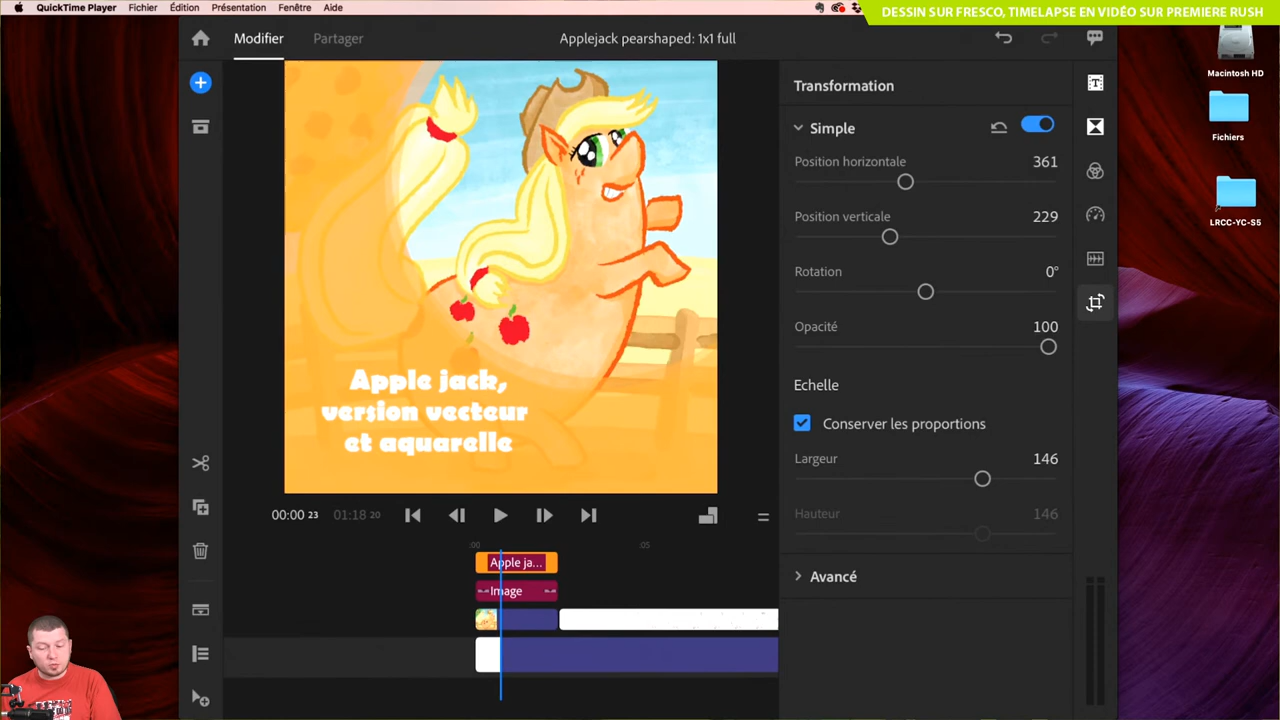 QuickTime Player Fichier Édition Présentation Fenêtre Aide
DESSIN SUR FRESCO, TIMELAPSE EN VIDÉO SUR PREMIERE RUSH
Modifier Partager Applejack pearshaped: 1x1 full
Macintosh HD
Fichiers
LRCC-YC-S5
Transformation
Simple
Position horizontale 361
Position verticale 229
Rotation 0°
Opacité 100
Echelle
Conserver les proportions
Largeur 146
Hauteur 146
Avancé
Apple jack,
version vecteur
et aquarelle
00:00 23 01:18 20
:00 :05
Apple ja...
Image